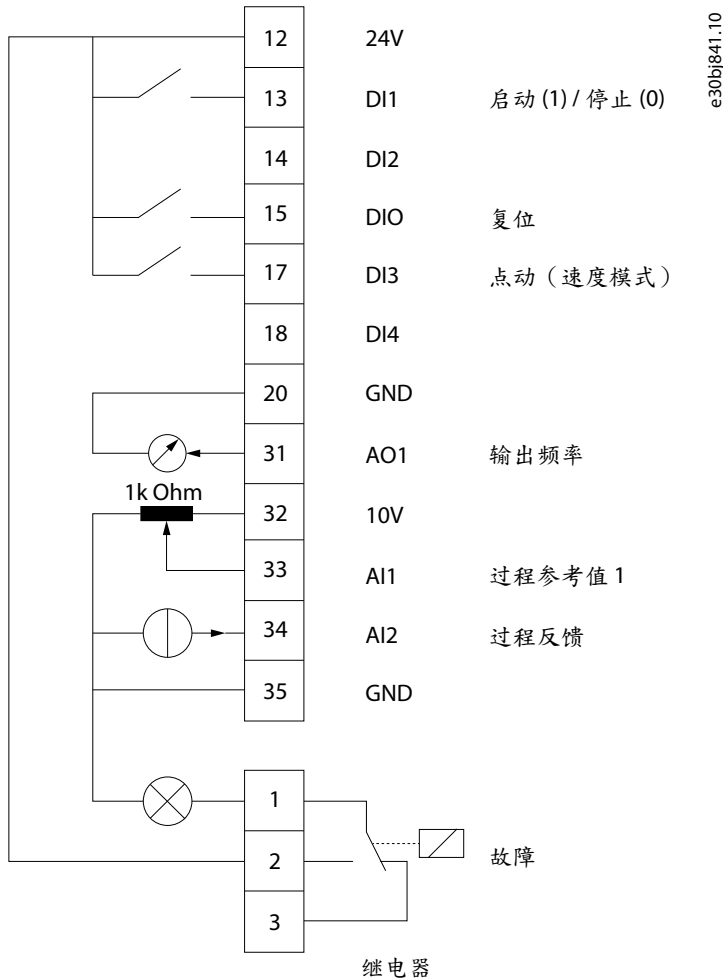 12 24V
13 DI1 启动 (1) / 停止 (0)
14 DI2
15 DIO 复位
17 DI3 点动（速度模式）
18 DI4
20 GND
31 AO1 输出频率
1k Ohm
32 10V
33 AI1 过程参考值 1
34 AI2 过程反馈
35 GND
1
2 故障
3
继电器
e30bj841.10